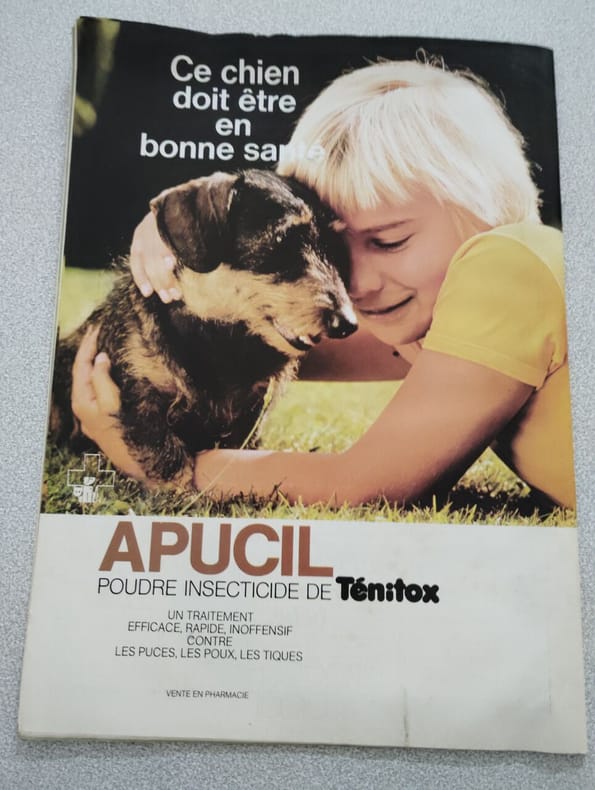 Ce chien
doit être
en
bonne santé
APUCIL
POUDRE INSECTICIDE DE Ténitox
UN TRAITEMENT
EFFICACE, RAPIDE, INOFFENSIF
CONTRE
LES PUCES, LES POUX, LES TIQUES
VENTE EN PHARMACIE